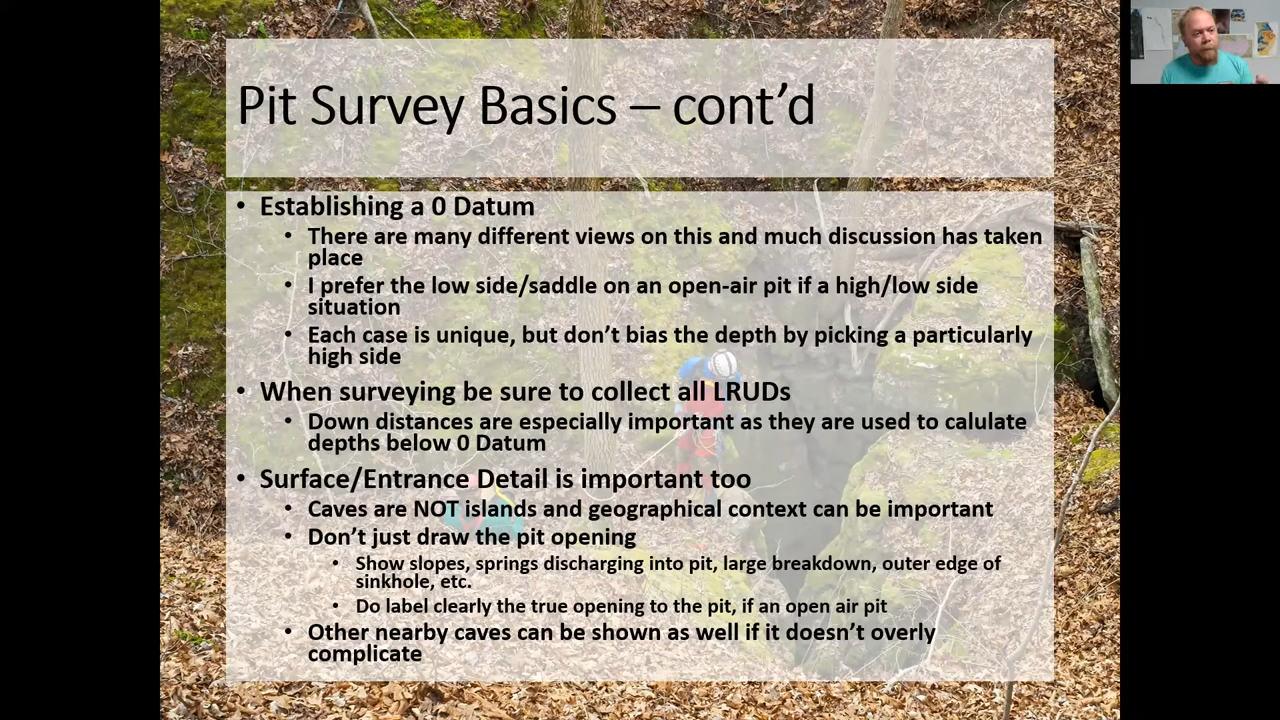 Pit Survey Basics – cont’d
• Establishing a 0 Datum
• There are many different views on this and much discussion has taken
place
• I prefer the low side/saddle on an open-air pit if a high/low side
situation
• Each case is unique, but don’t bias the depth by picking a particularly
high side
• When surveying be sure to collect all LRUDs
• Down distances are especially important as they are used to calulate
depths below 0 Datum
• Surface/Entrance Detail is important too
• Caves are NOT islands and geographical context can be important
• Don’t just draw the pit opening
• Show slopes, springs discharging into pit, large breakdown, outer edge of
sinkhole, etc.
• Do label clearly the true opening to the pit, if an open air pit
• Other nearby caves can be shown as well if it doesn’t overly
complicate